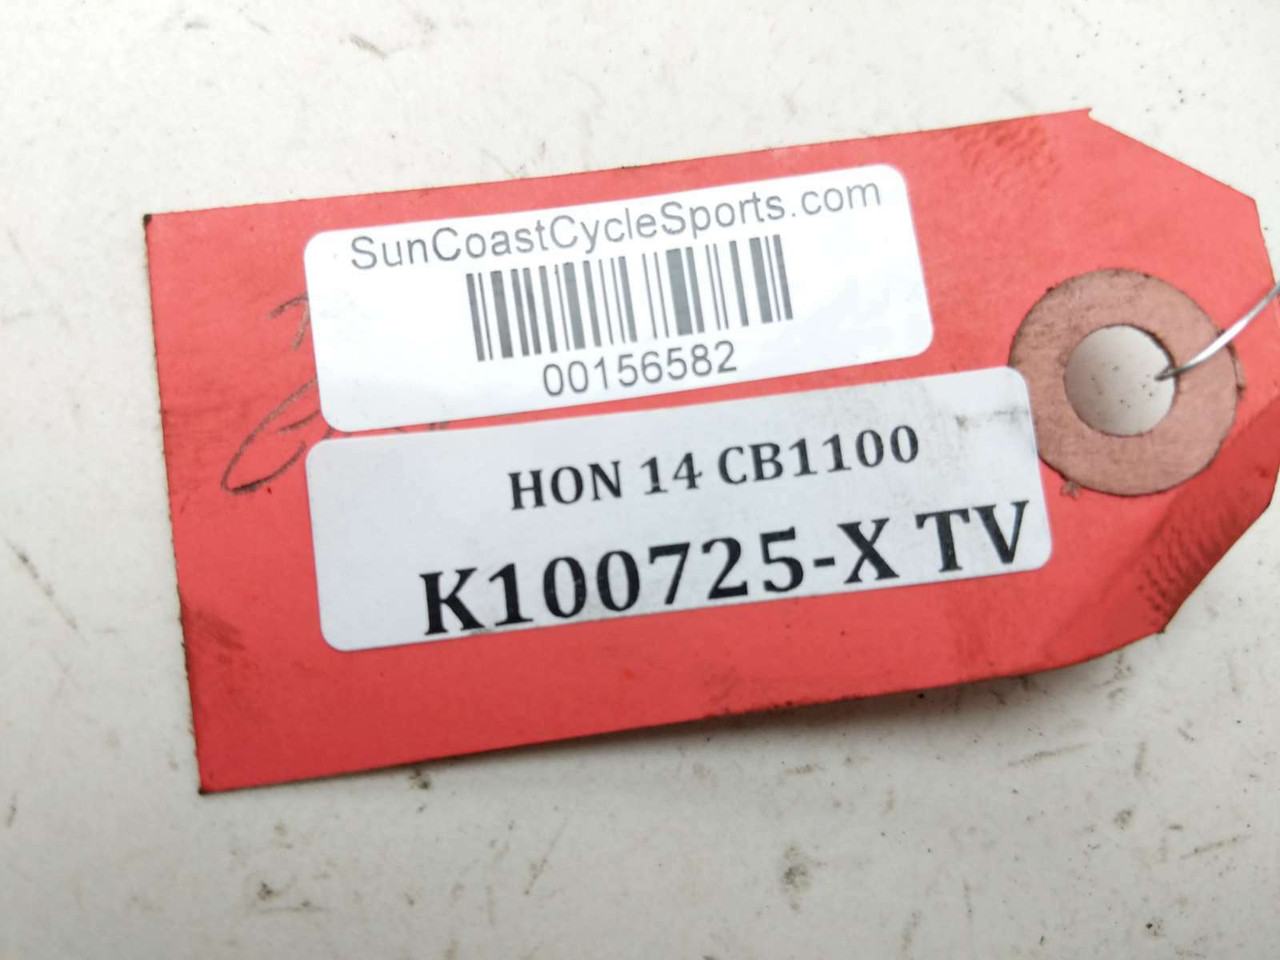 SunCoastCycleSports.com
00156582
HON 14 CB1100
K100725-X TV